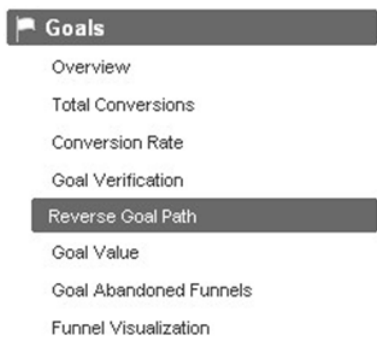 Goals
Overview
Total Conversions
Conversion Rate
Goal Verification
Reverse Goal Path
Goal Value
Goal Abandoned Funnels
Funnel Visualization